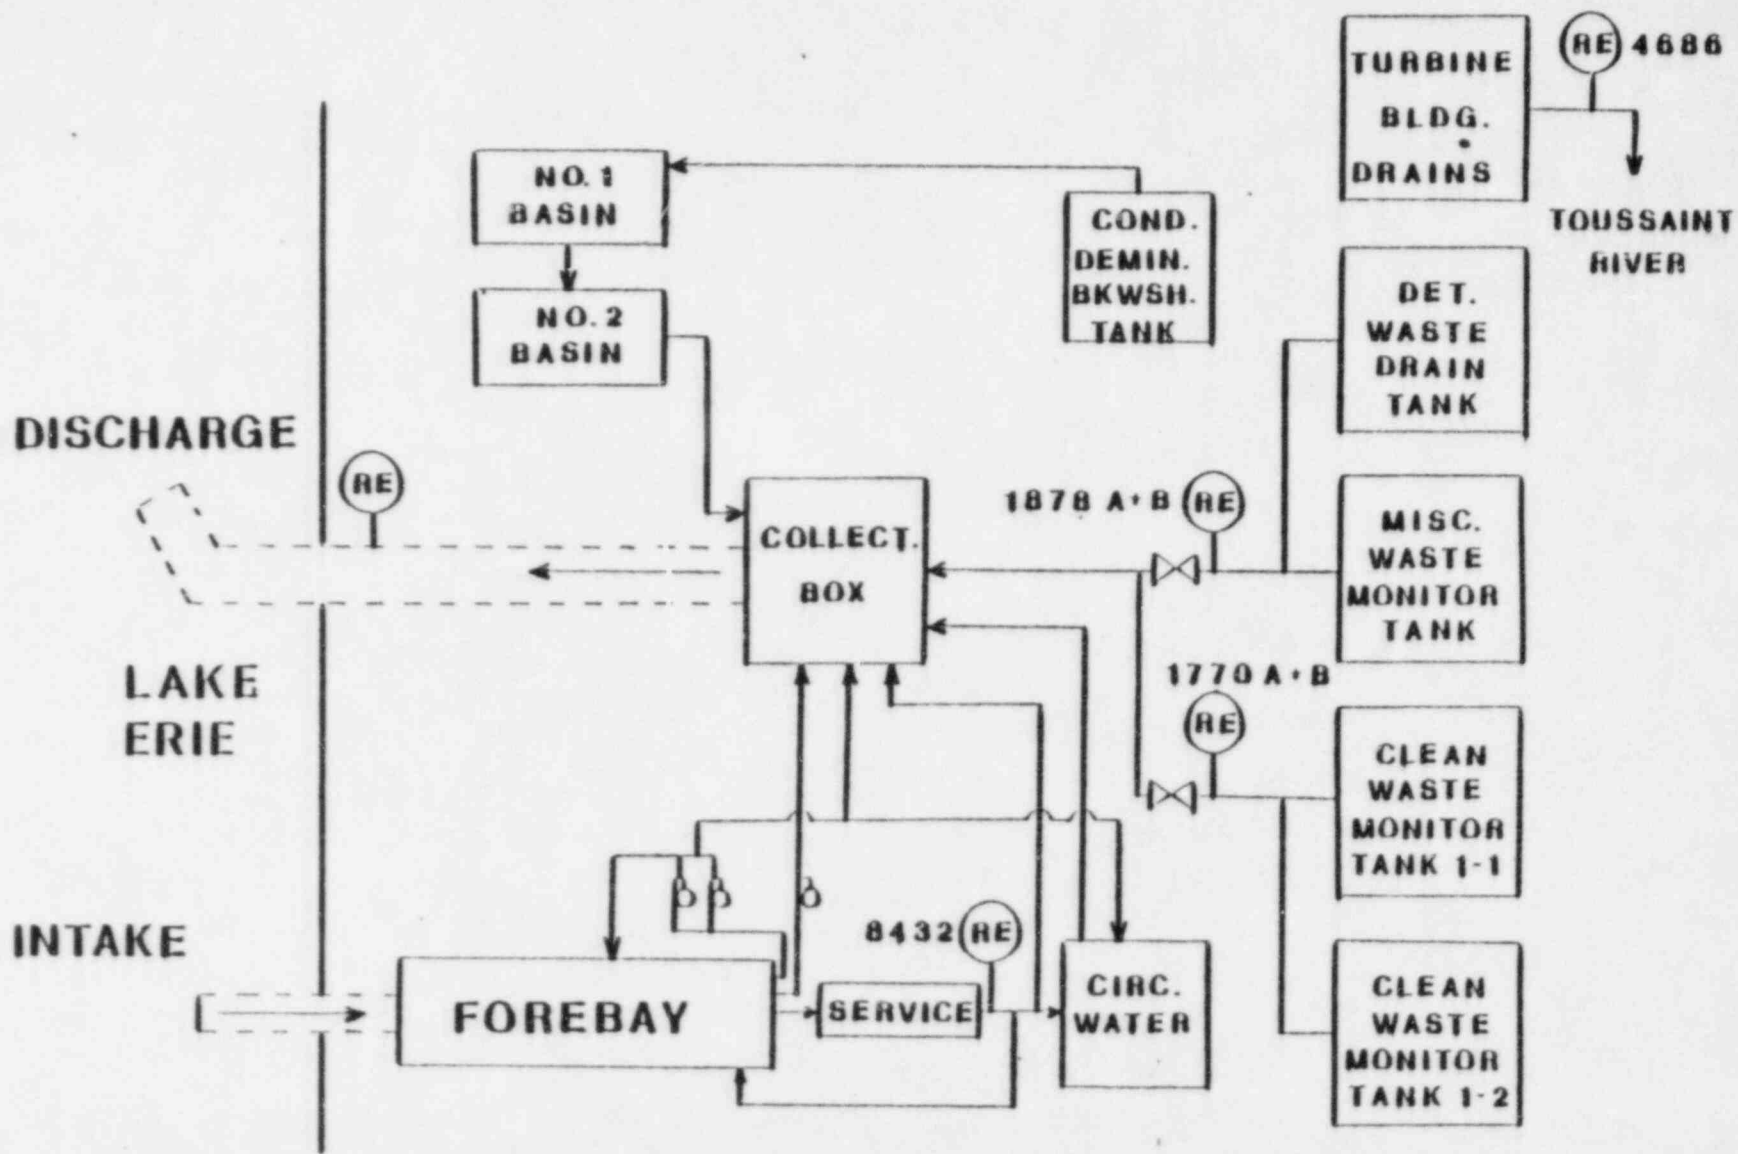 TURBINE
BLDG.
DRAINS
RE 4686
TOUSSAINT
RIVER
NO. 1
BASIN
NO. 2
BASIN
COND.
DEMIN.
BKWSH.
TANK
DET.
WASTE
DRAIN
TANK
DISCHARGE
RE
COLLECT.
BOX
1878 A+B RE
MISC.
WASTE
MONITOR
TANK
LAKE
ERIE
1770 A+B
RE
CLEAN
WASTE
MONITOR
TANK 1-1
INTAKE
FOREBAY
SERVICE
8432 RE
CIRC.
WATER
CLEAN
WASTE
MONITOR
TANK 1-2